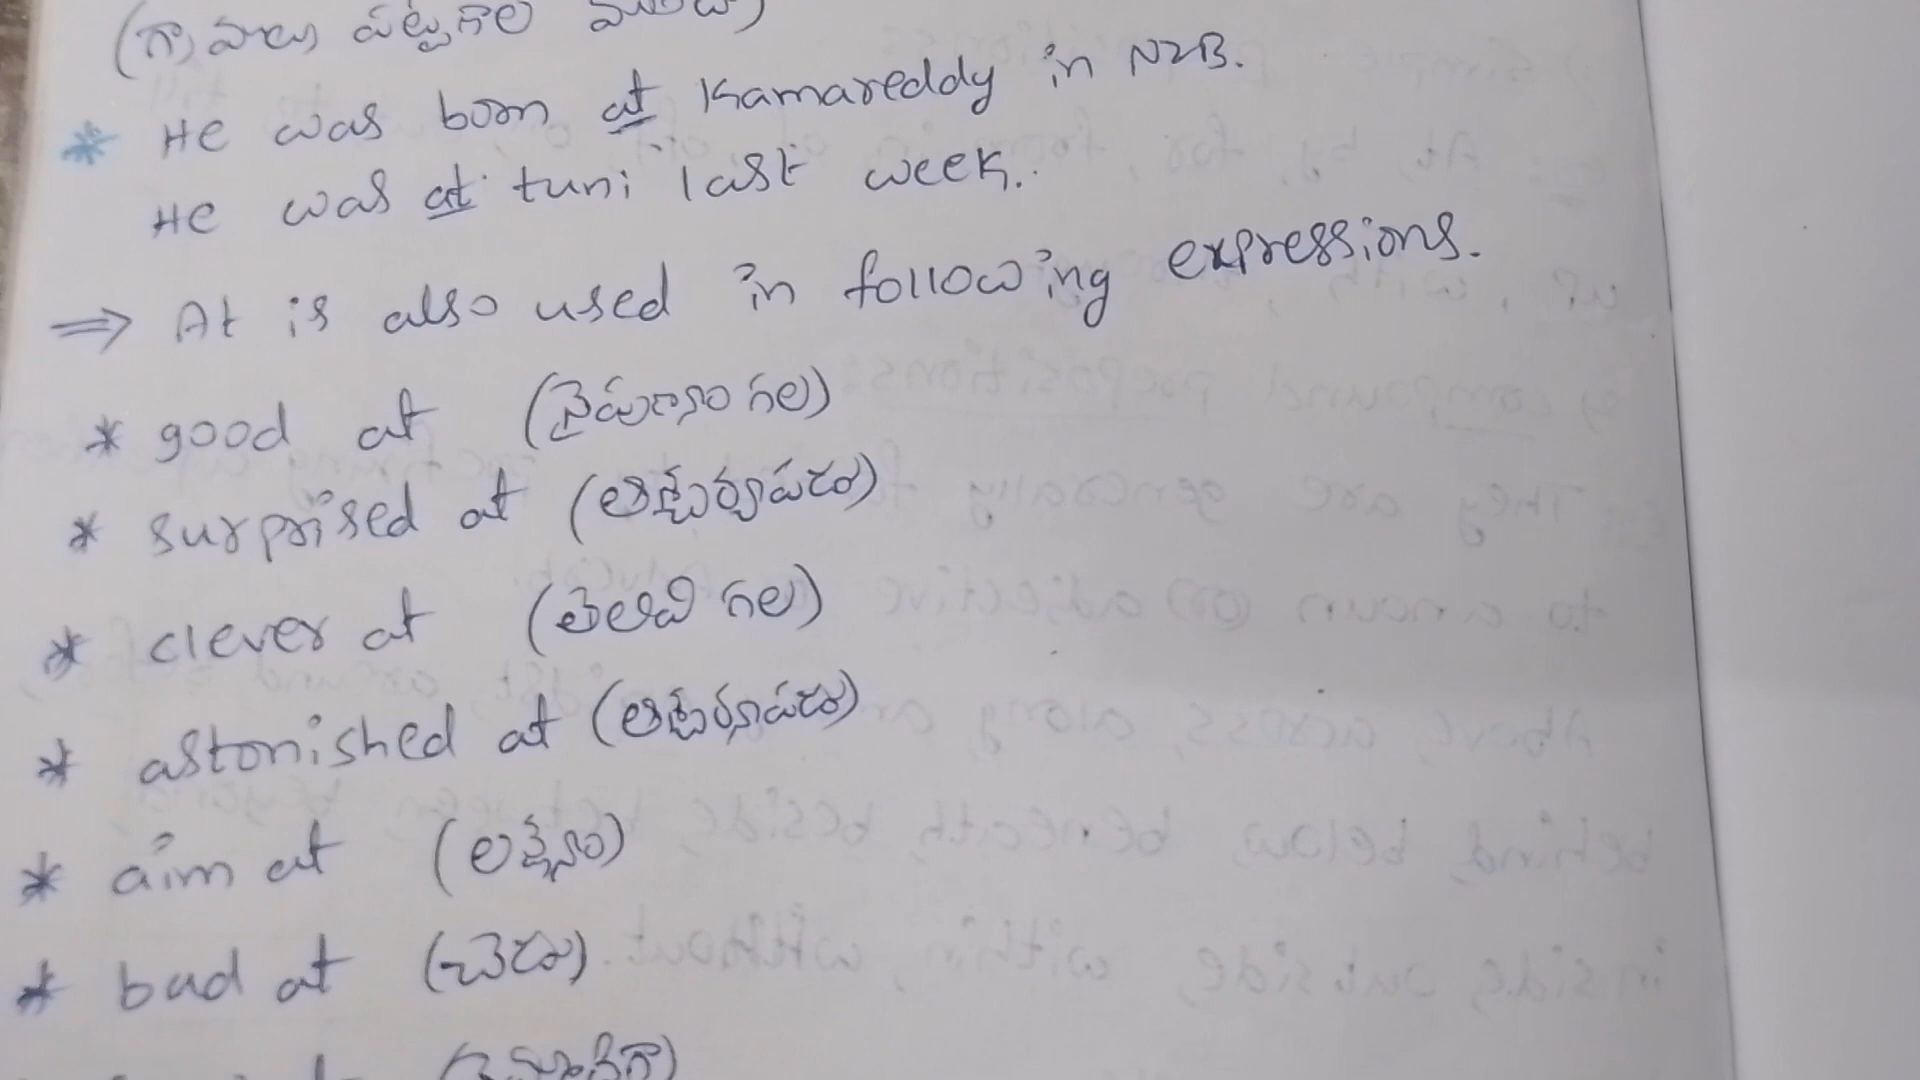 (గ్రామాలు పట్టణాల ముందు)
* He was born at Kamareddy in NZB.
He was at tuni last week.
⇒ At is also used in following expressions.
* good at (నైపుణ్యం గల)
* surprised at (ఆశ్చర్యపడు)
* clever at (తెలివి గల)
* astonished at (ఆశ్చర్యపడు)
* aim at (లక్ష్యం)
* bad at (చెడు)